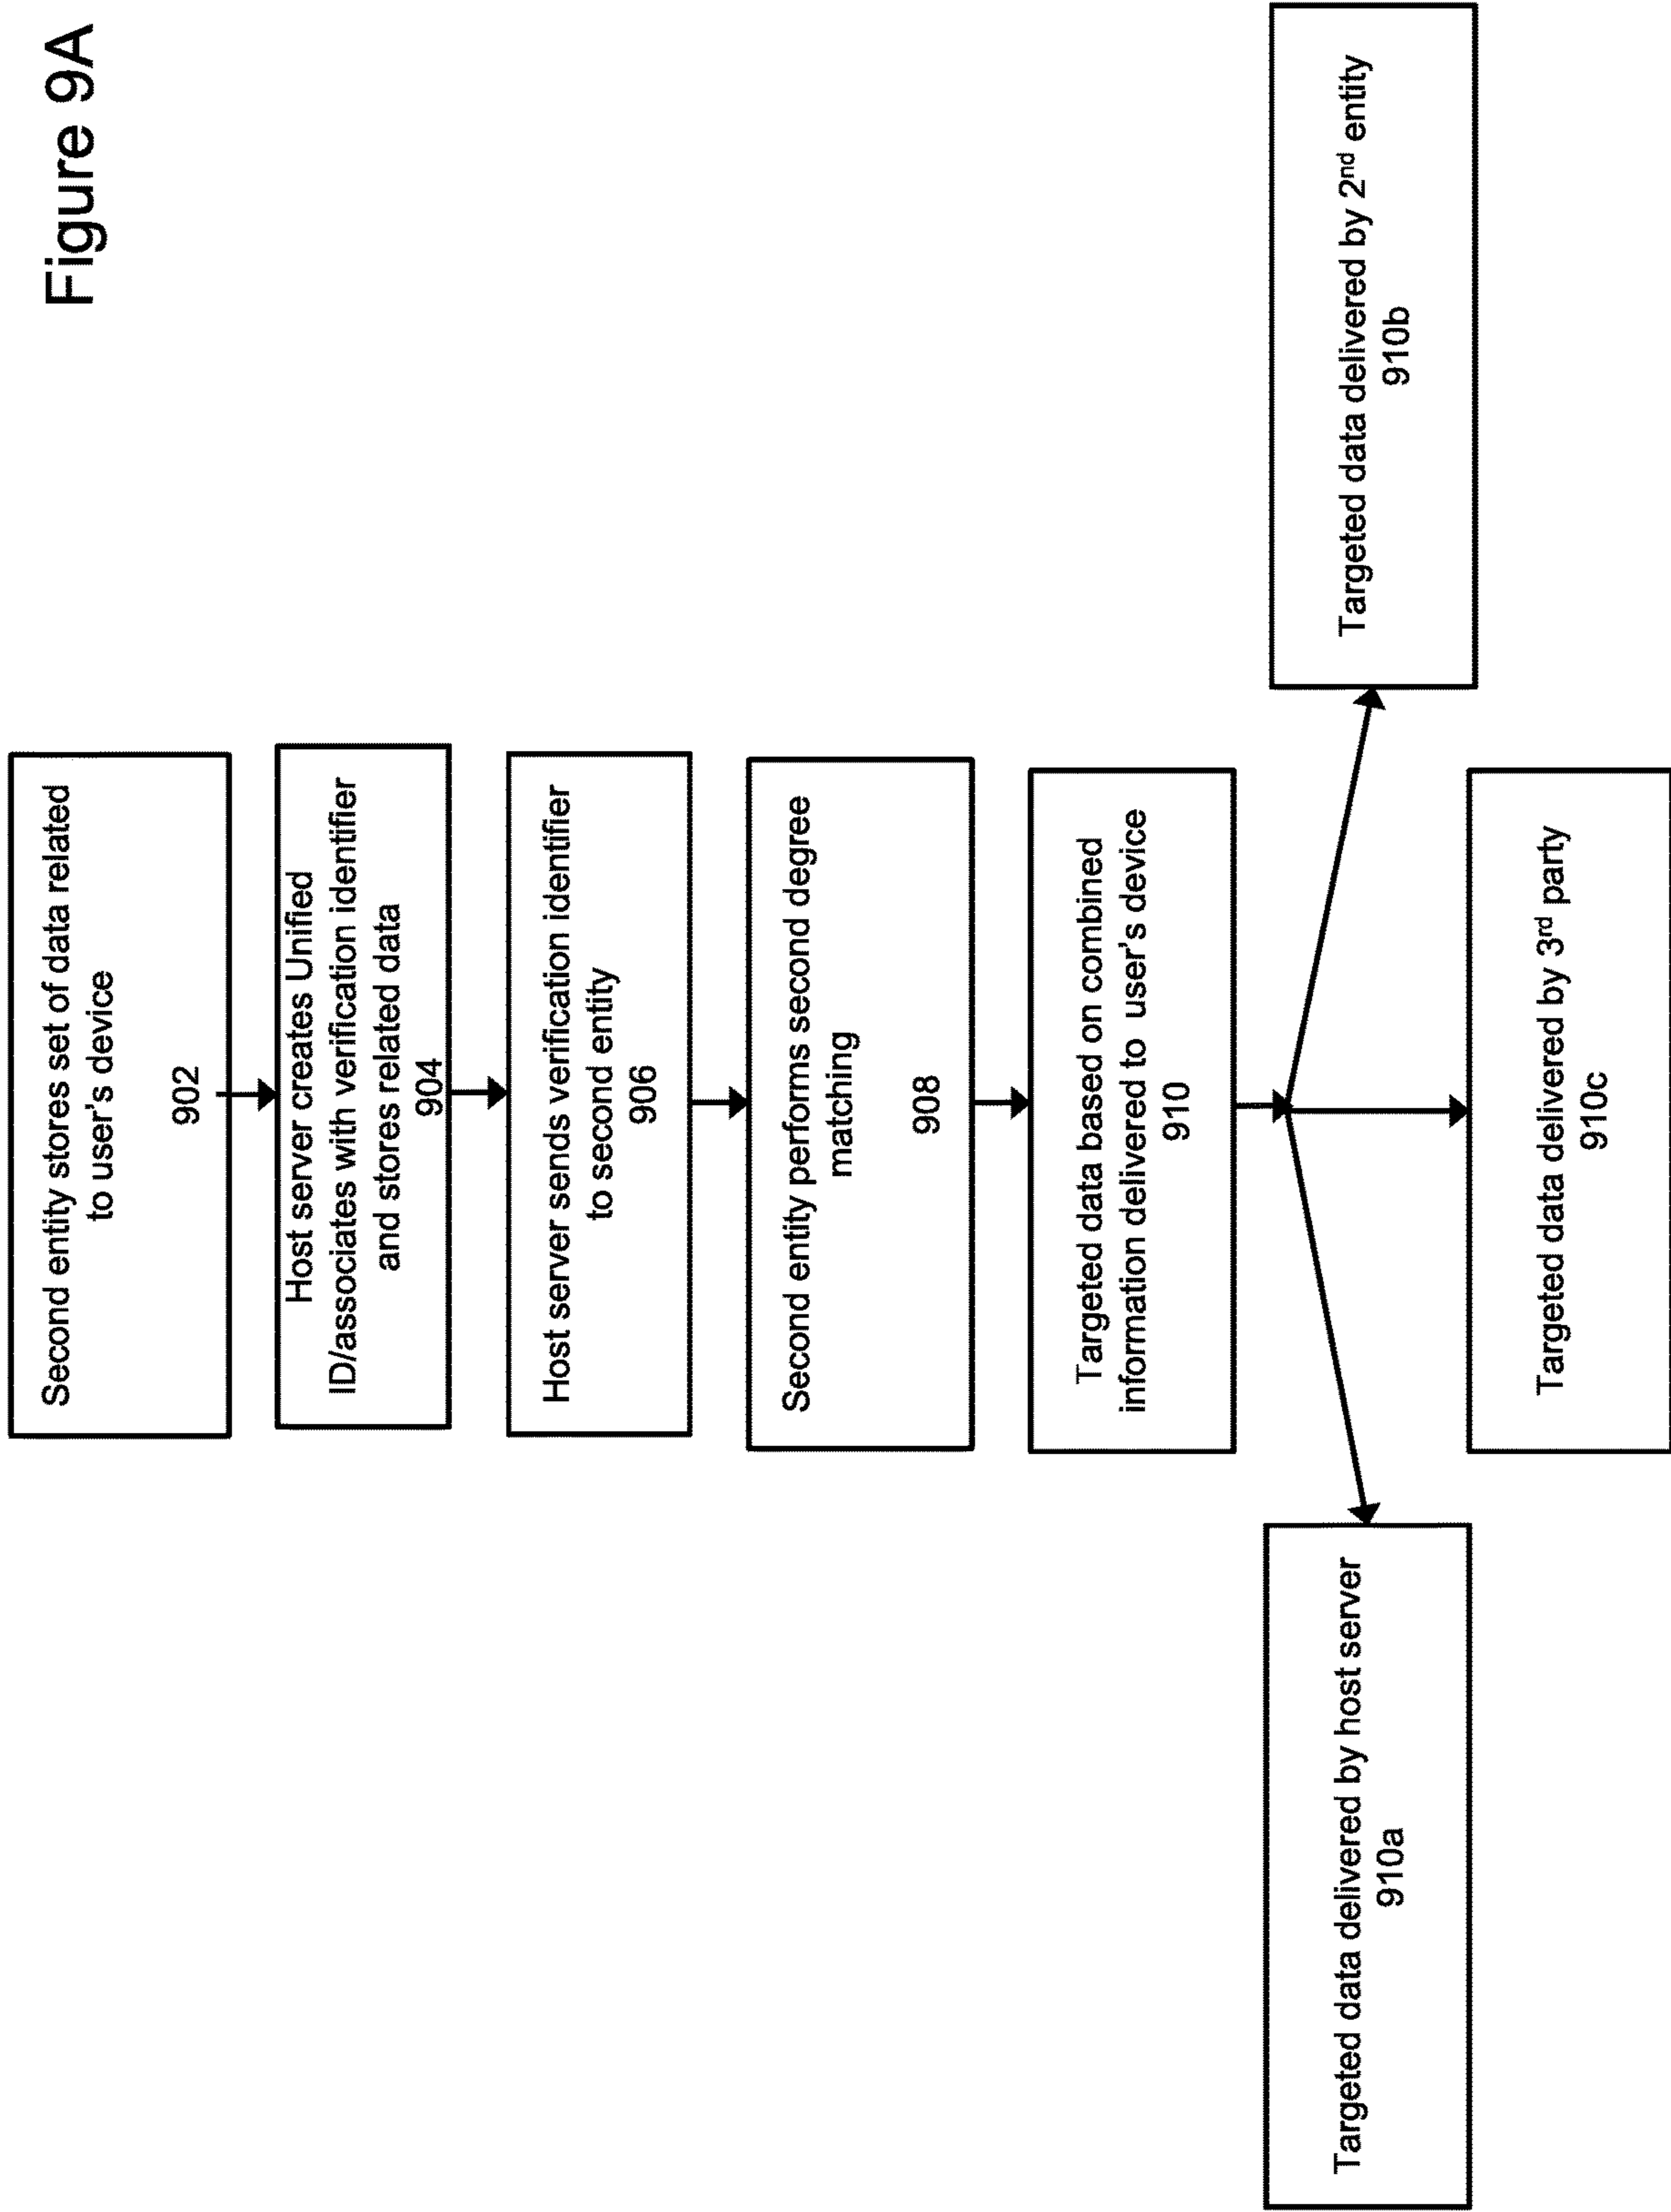 Figure 9A
Second entity stores set of data related
to user's device
902
Host server creates Unified
ID/associates with verification identifier
and stores related data
904
Host server sends verification identifier
to second entity
906
Second entity performs second degree
matching
908
Targeted data based on combined
information delivered to user's device
910
Targeted data delivered by host server
910a
Targeted data delivered by 3rd party
910c
Targeted data delivered by 2nd entity
910b